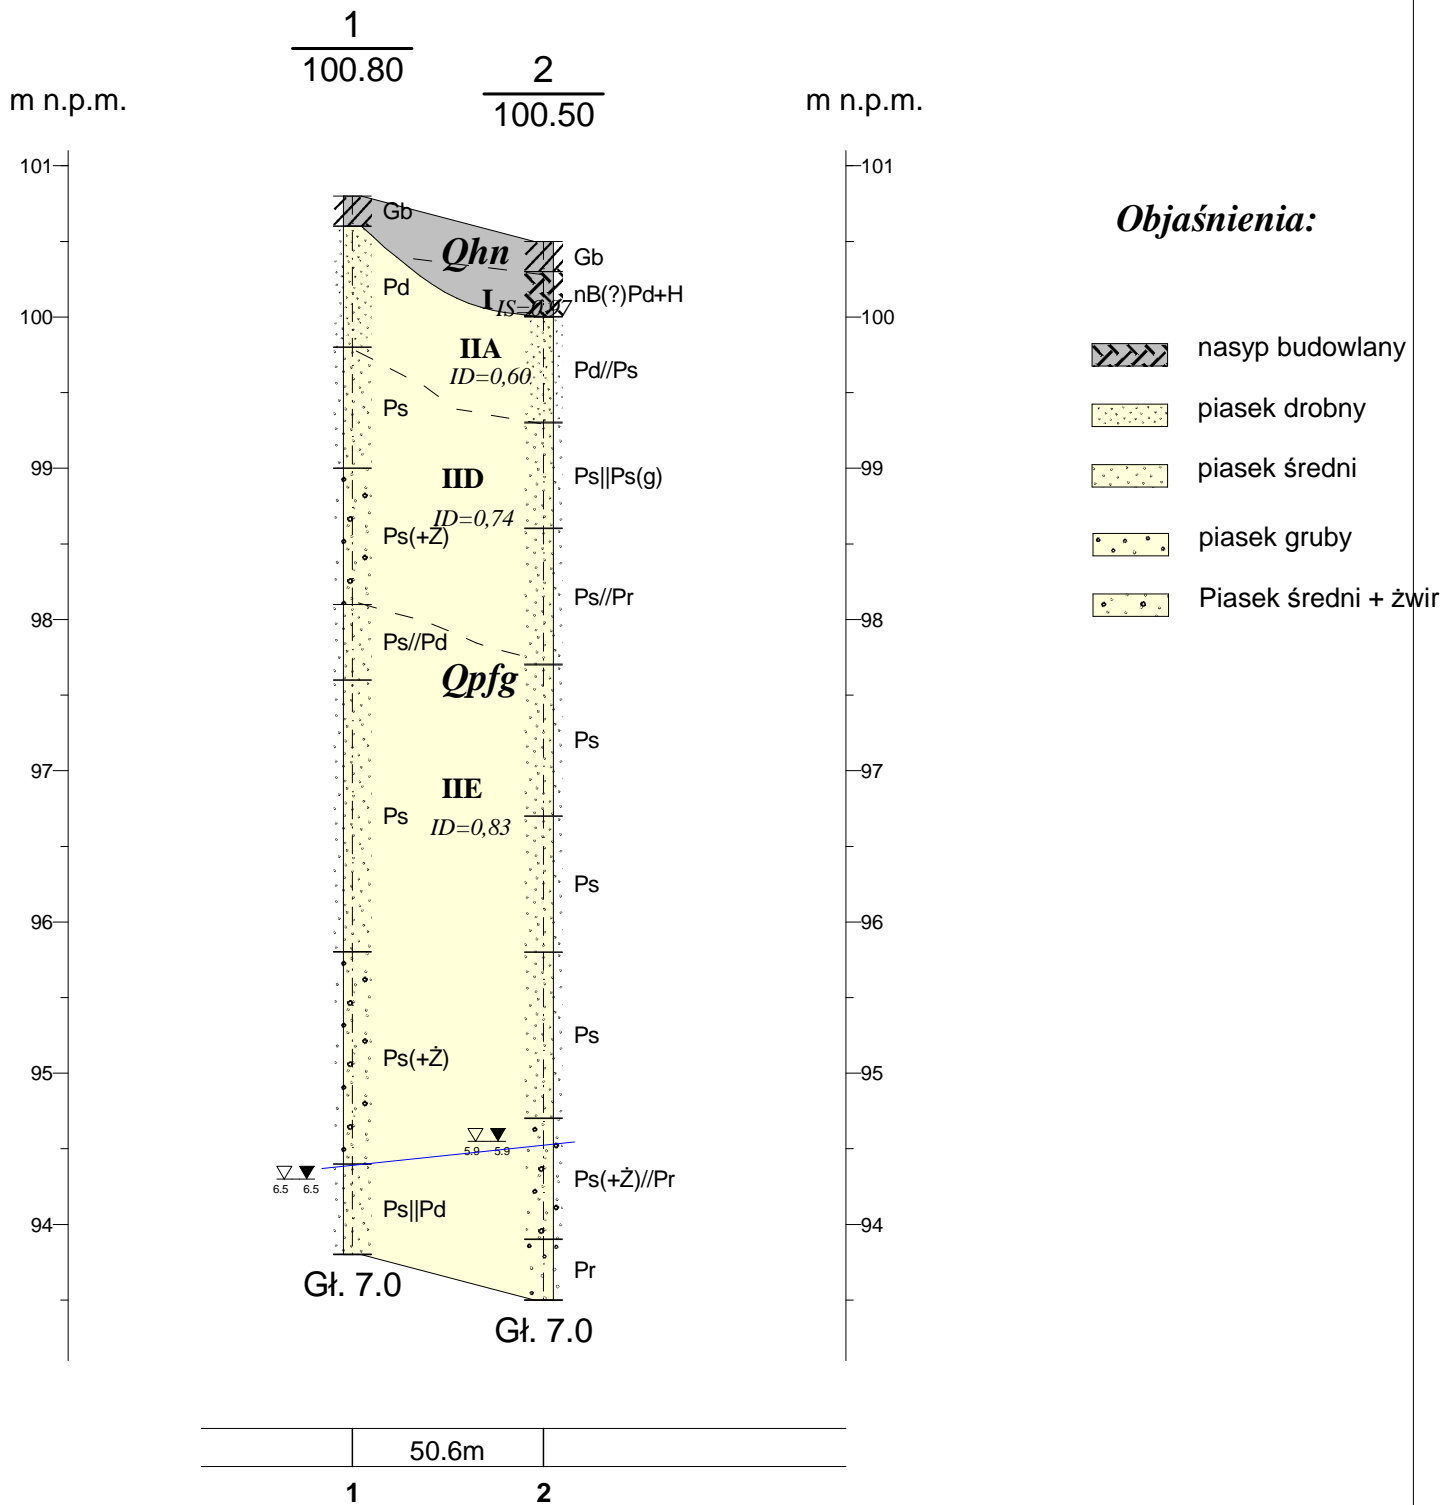 1
100.80
2
100.50
m n.p.m.
m n.p.m.
101
100
99
98
97
96
95
94
101
100
99
98
97
96
95
94
Gb
Pd
Ps
Ps(+Ż)
Ps//Pd
Ps
Ps(+Ż)
Ps||Pd
Qhn
I
IIA
ID=0,60
IID
ID=0,74
Qpfg
IIE
ID=0,83
Gb
nB(?)Pd+H
Pd//Ps
Ps||Ps(g)
Ps//Pr
Ps
Ps
Ps
Ps(+Ż)//Pr
Pr
5.9 5.9
6.5 6.5
Gł. 7.0
Gł. 7.0
50.6m
1 2
Objaśnienia:
nasyp budowlany
piasek drobny
piasek średni
piasek gruby
Piasek średni + żwir